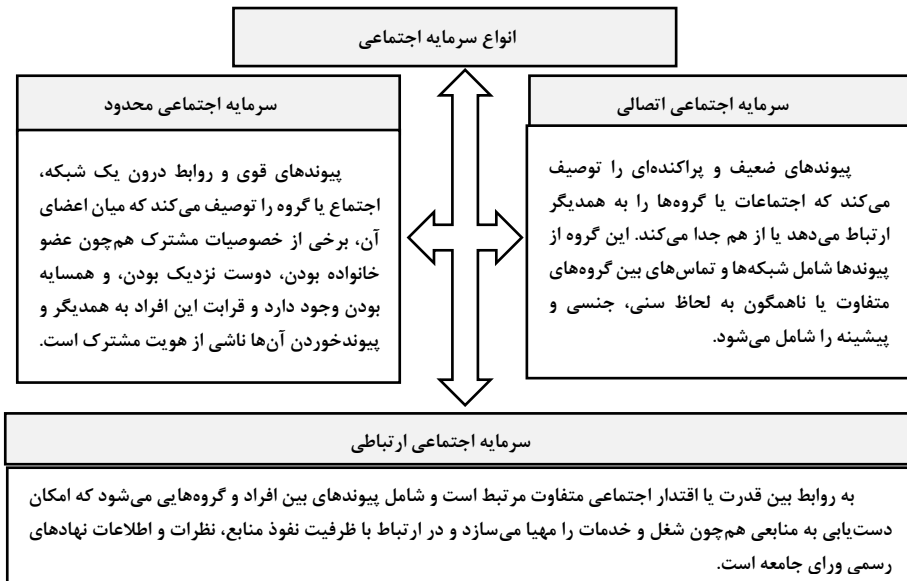 انواع سرمایه اجتماعی
سرمایه اجتماعی اتصالی
پیوندهای ضعیف و پراکنده‌ای را توصیف
می‌کند که اجتماعات یا گروه‌ها را به همدیگر
ارتباط می‌دهد یا از هم جدا می‌کند. این گروه از
پیوندها شامل شبکه‌ها و تماس‌های بین گروه‌های
متفاوت یا ناهمگون به لحاظ سنی، جنسی و
پیشینه را شامل می‌شود.
سرمایه اجتماعی محدود
پیوندهای قوی و روابط درون یک شبکه،
اجتماع یا گروه را توصیف می‌کند که میان اعضای
آن، برخی از خصوصیات مشترک هم‌چون عضو
خانواده بودن، دوست نزدیک بودن، و همسایه
بودن وجود دارد و قرابت این افراد به همدیگر و
پیوندخوردن آن‌ها ناشی از هویت مشترک است.
سرمایه اجتماعی ارتباطی
به روابط بین قدرت یا اقتدار اجتماعی متفاوت مرتبط است و شامل پیوندهای بین افراد و گروه‌هایی می‌شود که امکان
دست‌یابی به منابعی هم‌چون شغل و خدمات را مهیا می‌سازد و در ارتباط با ظرفیت نفوذ منابع، نظرات و اطلاعات نهادهای
رسمی ورای جامعه است.